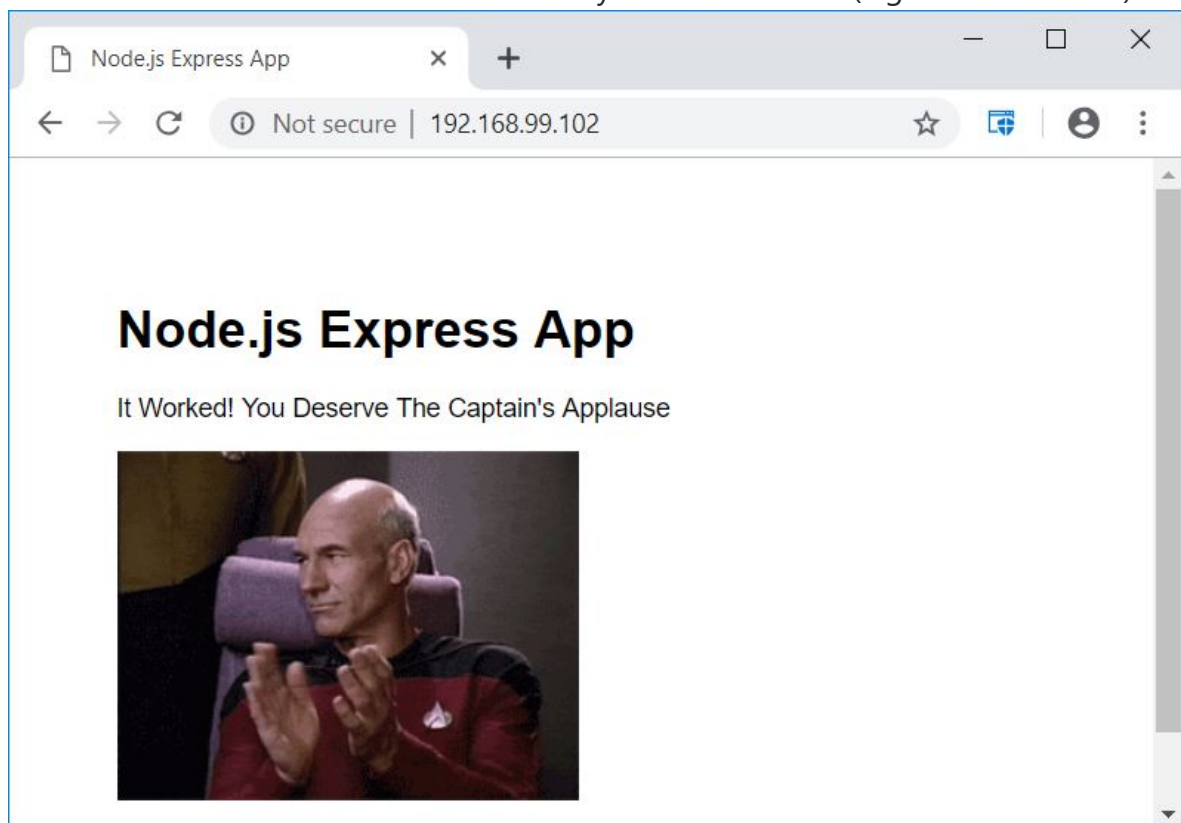 Node.js Express App
Not secure | 192.168.99.102
Node.js Express App
It Worked! You Deserve The Captain's Applause